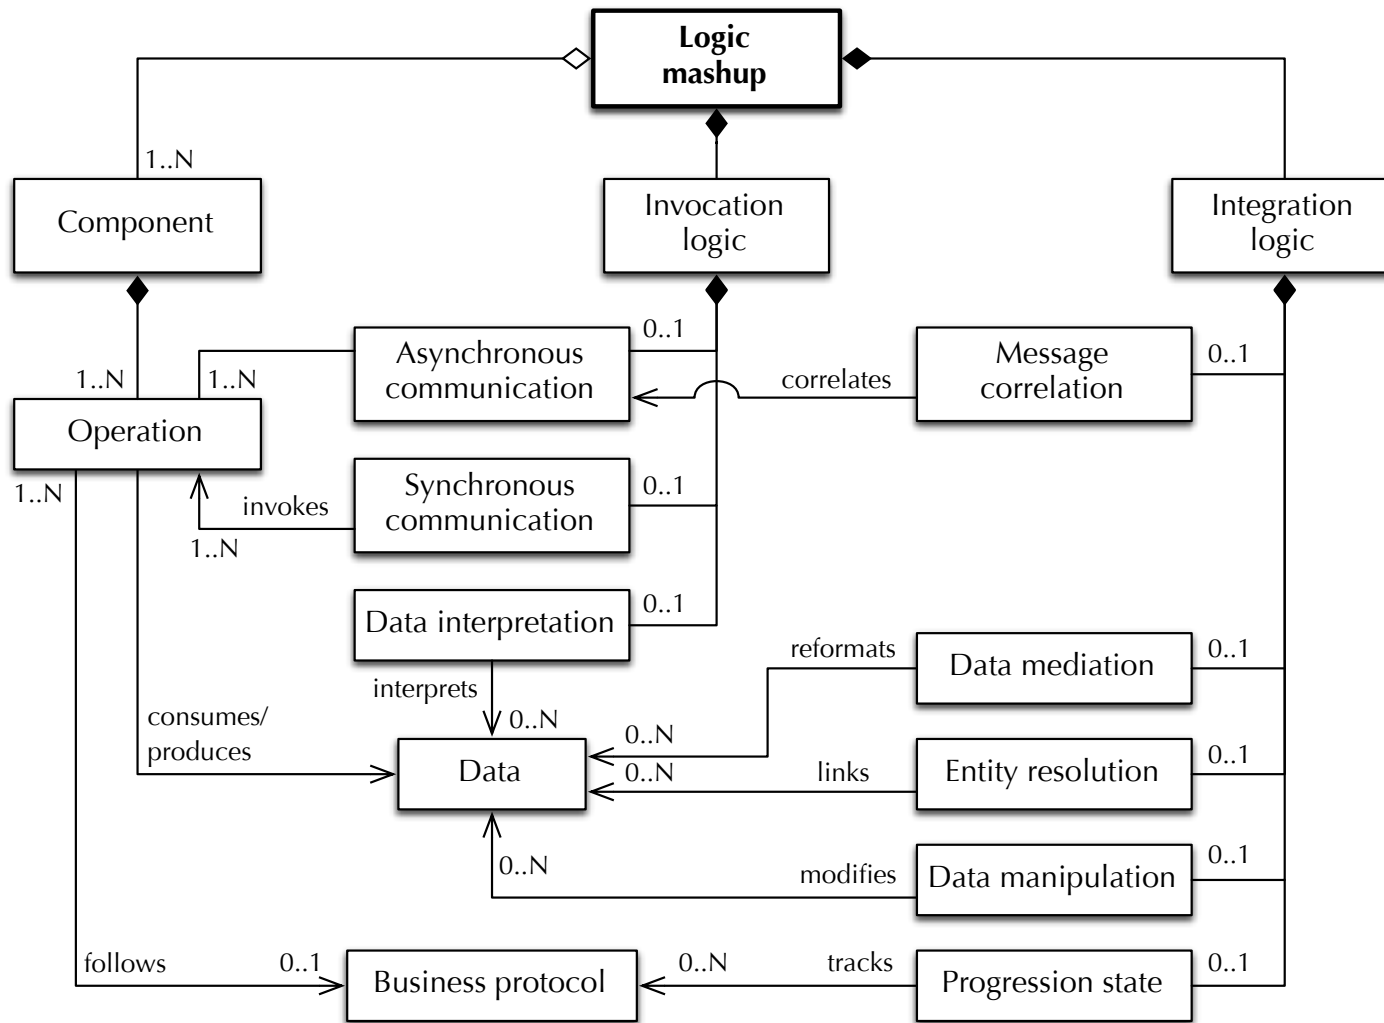 Logic
mashup
1..N
Component
Invocation
logic
Integration
logic
0..1
0..1
Asynchronous
communication
Message
correlation
1..N
1..N
correlates
Operation
1..N
Synchronous
communication
0..1
invokes
1..N
Data interpretation
0..1
reformats
Data mediation
0..1
interprets
consumes/
produces
0..N
0..N
Data
0..N
links
Entity resolution
0..1
0..N
modifies
Data manipulation
0..1
follows
0..1
Business protocol
0..N
tracks
Progression state
0..1